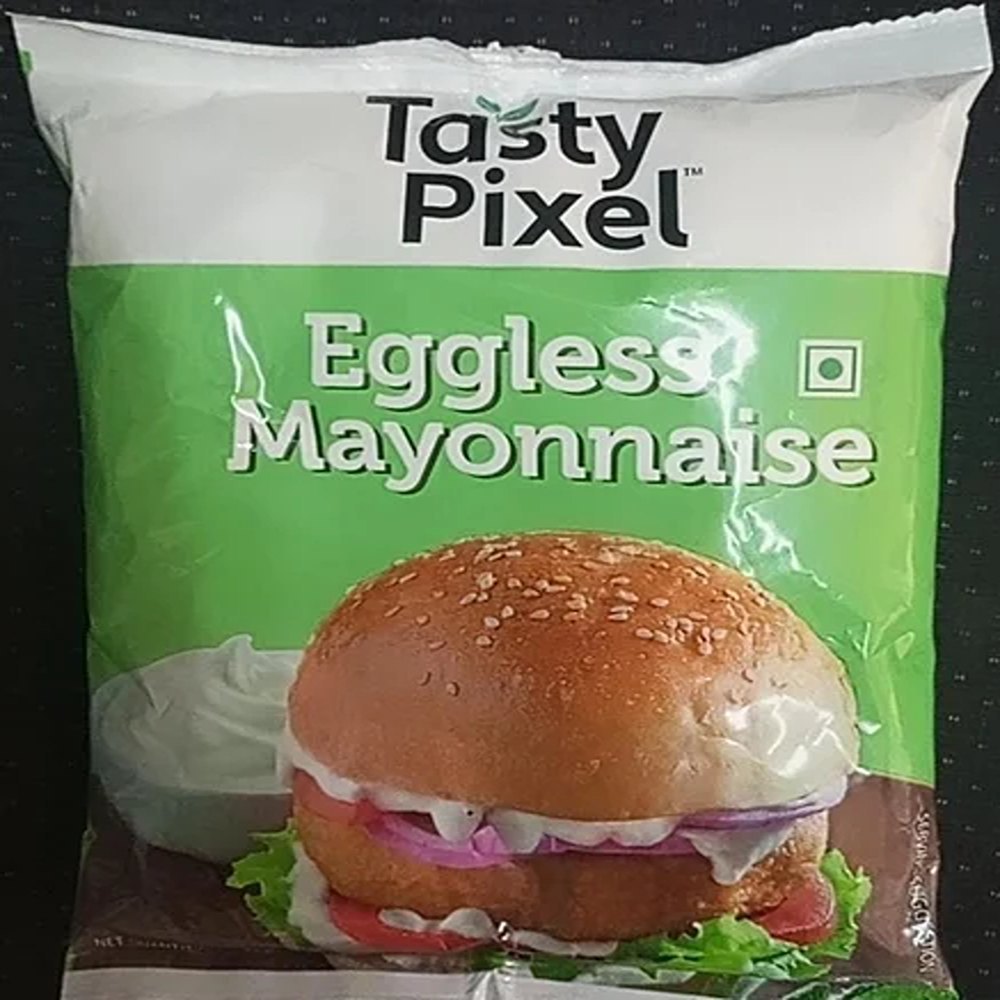 Tasty
Pixel™
Eggless
Mayonnaise
NET